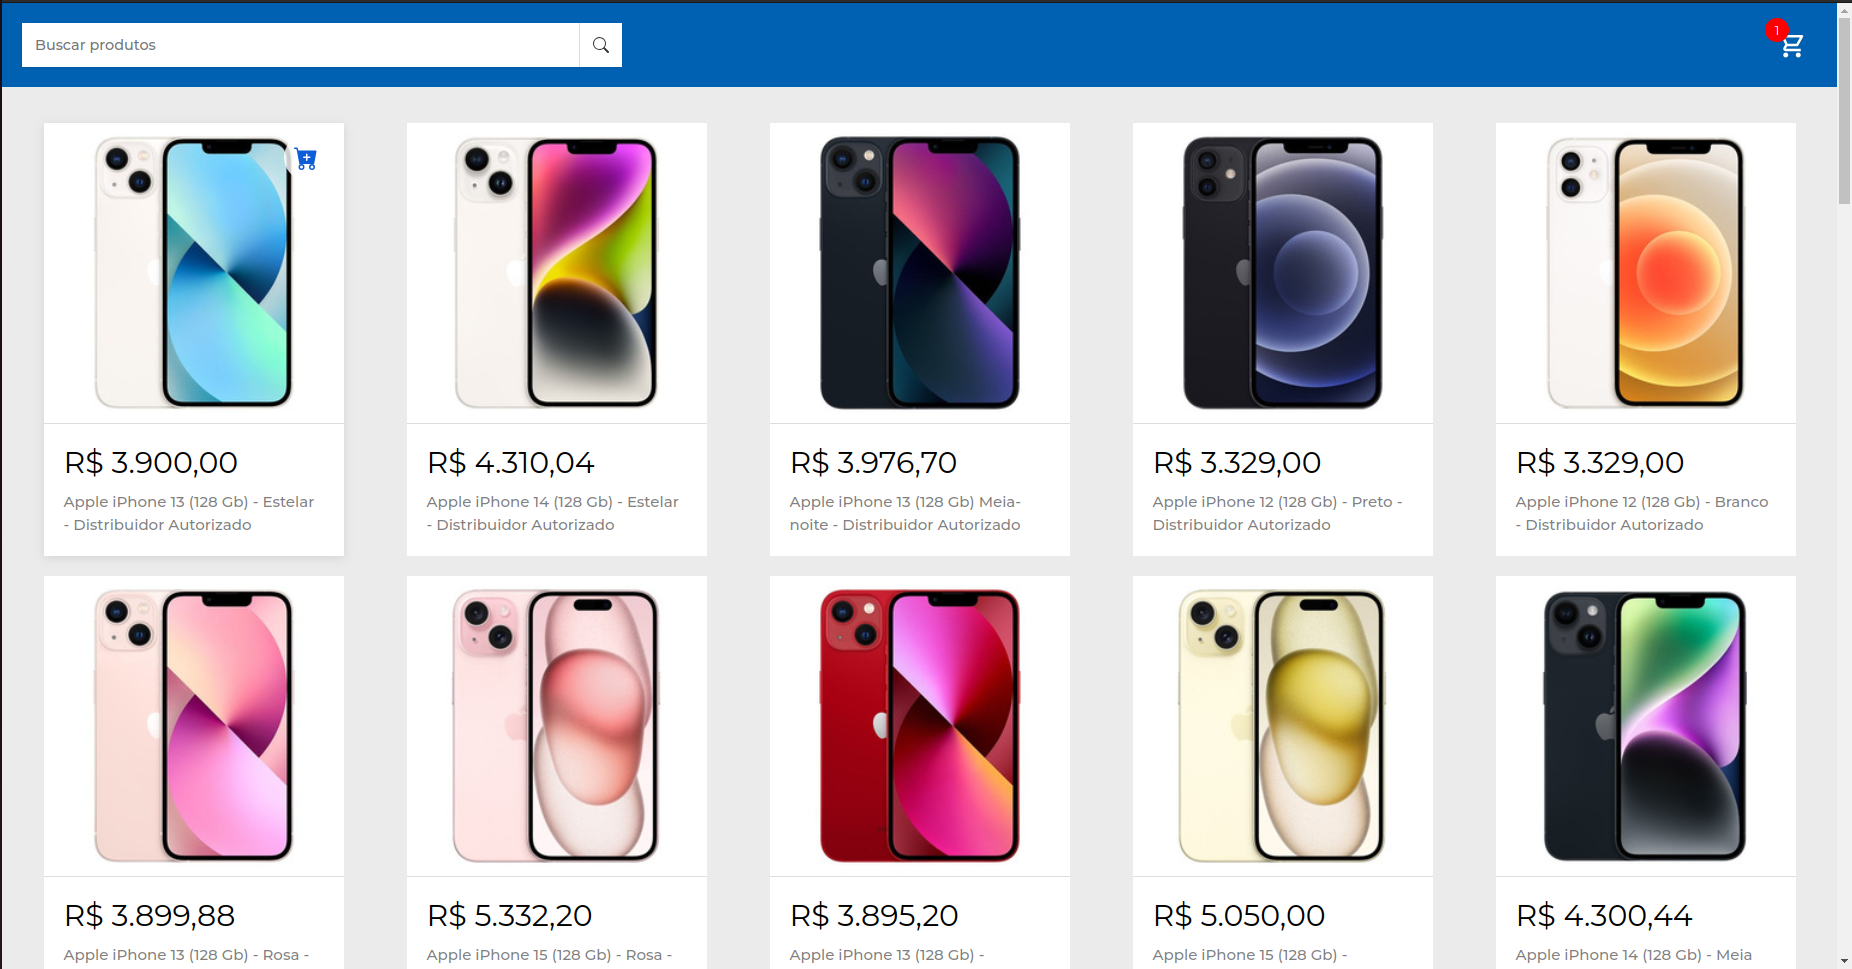 Buscar produtos
1
R$ 3.900,00
Apple iPhone 13 (128 Gb) - Estelar
- Distribuidor Autorizado
R$ 4.310,04
Apple iPhone 14 (128 Gb) - Estelar
- Distribuidor Autorizado
R$ 3.976,70
Apple iPhone 13 (128 Gb) Meia-
noite - Distribuidor Autorizado
R$ 3.329,00
Apple iPhone 12 (128 Gb) - Preto -
Distribuidor Autorizado
R$ 3.329,00
Apple iPhone 12 (128 Gb) - Branco
- Distribuidor Autorizado
R$ 3.899,88
Apple iPhone 13 (128 Gb) - Rosa -
R$ 5.332,20
Apple iPhone 15 (128 Gb) - Rosa -
R$ 3.895,20
Apple iPhone 13 (128 Gb) -
R$ 5.050,00
Apple iPhone 15 (128 Gb) -
R$ 4.300,44
Apple iPhone 14 (128 Gb) - Meia